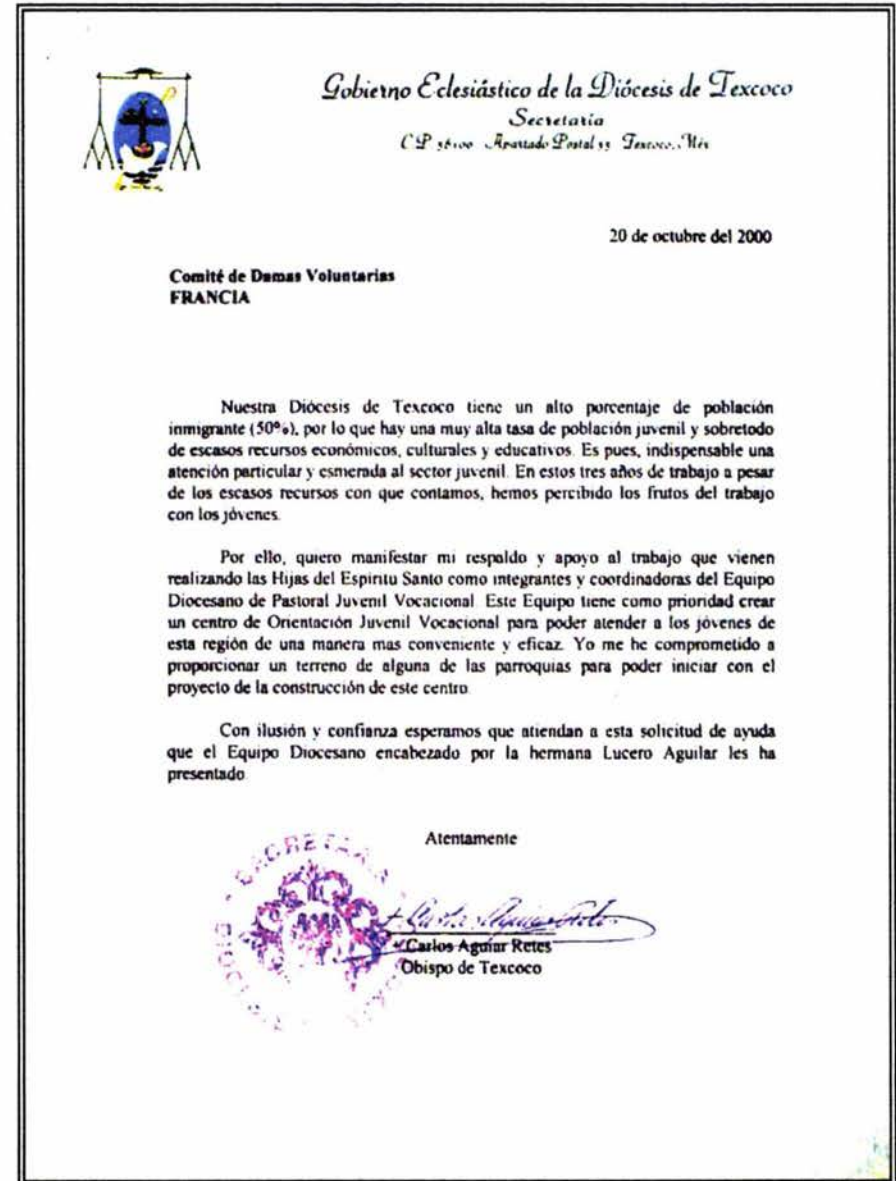 Gobierno Eclesiástico de la Diócesis de Texcoco
Secretaría
C.P. 56100 Apartado Postal 35 Texcoco, Méx
20 de octubre del 2000
Comité de Damas Voluntarias
FRANCIA
Nuestra Diócesis de Texcoco tiene un alto porcentaje de población
inmigrante (50%), por lo que hay una muy alta tasa de población juvenil y sobretodo
de escasos recursos económicos, culturales y educativos. Es pues, indispensable una
atención particular y esmerada al sector juvenil. En estos tres años de trabajo a pesar
de los escasos recursos con que contamos, hemos percibido los frutos del trabajo
con los jóvenes.
Por ello, quiero manifestar mi respaldo y apoyo al trabajo que vienen
realizando las Hijas del Espíritu Santo como integrantes y coordinadoras del Equipo
Diocesano de Pastoral Juvenil Vocacional. Este Equipo tiene como prioridad crear
un centro de Orientación Juvenil Vocacional para poder atender a los jóvenes de
esta región de una manera mas conveniente y eficaz. Yo me he comprometido a
proporcionar un terreno de alguna de las parroquias para poder iniciar con el
proyecto de la construcción de este centro.
Con ilusión y confianza esperamos que atiendan a esta solicitud de ayuda
que el Equipo Diocesano encabezado por la hermana Lucero Aguilar les ha
presentado.
Atentamente
+ Carlos Aguiar Retes
+ Carlos Aguiar Retes
Obispo de Texcoco